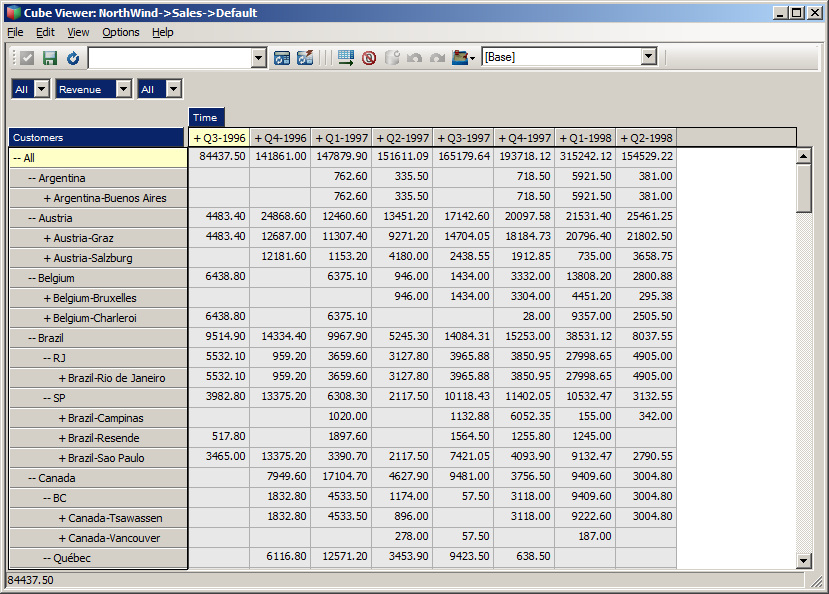 Cube Viewer: NorthWind->Sales->Default
File Edit View Options Help
[Base]
All Revenue All
Time
Customers + Q3-1996 + Q4-1996 + Q1-1997 + Q2-1997 + Q3-1997 + Q4-1997 + Q1-1998 + Q2-1998
-- All 84437.50 141861.00 147879.90 151611.09 165179.64 193718.12 315242.12 154529.22
-- Argentina 762.60 335.50 718.50 5921.50 381.00
+ Argentina-Buenos Aires 762.60 335.50 718.50 5921.50 381.00
-- Austria 4483.40 24868.60 12460.60 13451.20 17142.60 20097.58 21531.40 25461.25
+ Austria-Graz 4483.40 12687.00 11307.40 9271.20 14704.05 18184.73 20796.40 21802.50
+ Austria-Salzburg 12181.60 1153.20 4180.00 2438.55 1912.85 735.00 3658.75
-- Belgium 6438.80 6375.10 946.00 1434.00 3332.00 13808.20 2800.88
+ Belgium-Bruxelles 946.00 1434.00 3304.00 4451.20 295.38
+ Belgium-Charleroi 6438.80 6375.10 28.00 9357.00 2505.50
-- Brazil 9514.90 14334.40 9967.90 5245.30 14084.31 15253.00 38531.12 8037.55
-- RJ 5532.10 959.20 3659.60 3127.80 3965.88 3850.95 27998.65 4905.00
+ Brazil-Rio de Janeiro 5532.10 959.20 3659.60 3127.80 3965.88 3850.95 27998.65 4905.00
-- SP 3982.80 13375.20 6308.30 2117.50 10118.43 11402.05 10532.47 3132.55
+ Brazil-Campinas 1020.00 1132.88 6052.35 155.00 342.00
+ Brazil-Resende 517.80 1897.60 1564.50 1255.80 1245.00
+ Brazil-Sao Paulo 3465.00 13375.20 3390.70 2117.50 7421.05 4093.90 9132.47 2790.55
-- Canada 7949.60 17104.70 4627.90 9481.00 3756.50 9409.60 3004.80
-- BC 1832.80 4533.50 1174.00 57.50 3118.00 9409.60 3004.80
+ Canada-Tsawassen 1832.80 4533.50 896.00 3118.00 9222.60 3004.80
+ Canada-Vancouver 278.00 57.50 187.00
-- Québec 6116.80 12571.20 3453.90 9423.50 638.50
84437.50